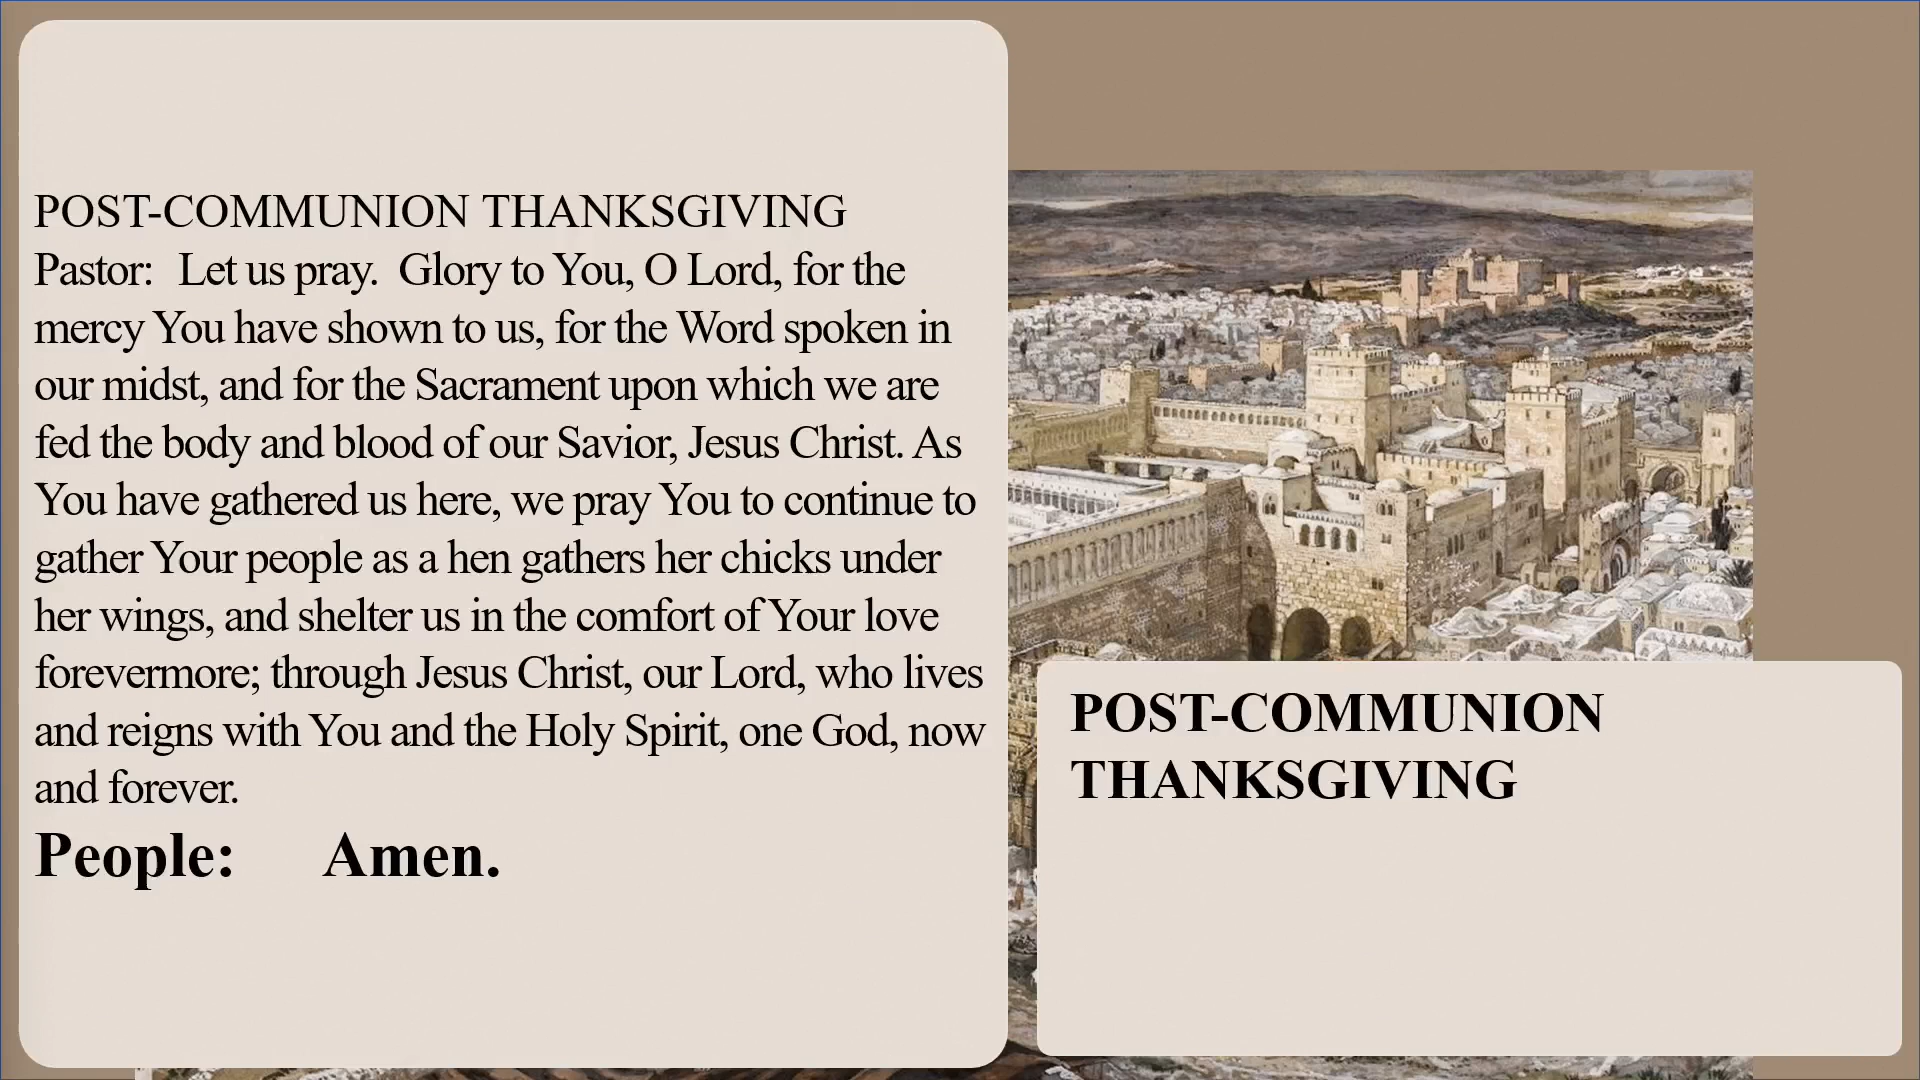 POST-COMMUNION THANKSGIVING
Pastor:  Let us pray.  Glory to You, O Lord, for the
mercy You have shown to us, for the Word spoken in
our midst, and for the Sacrament upon which we are
fed the body and blood of our Savior, Jesus Christ. As
You have gathered us here, we pray You to continue to
gather Your people as a hen gathers her chicks under
her wings, and shelter us in the comfort of Your love
forevermore; through Jesus Christ, our Lord, who lives
and reigns with You and the Holy Spirit, one God, now
and forever.
People:    Amen.
POST-COMMUNION
THANKSGIVING